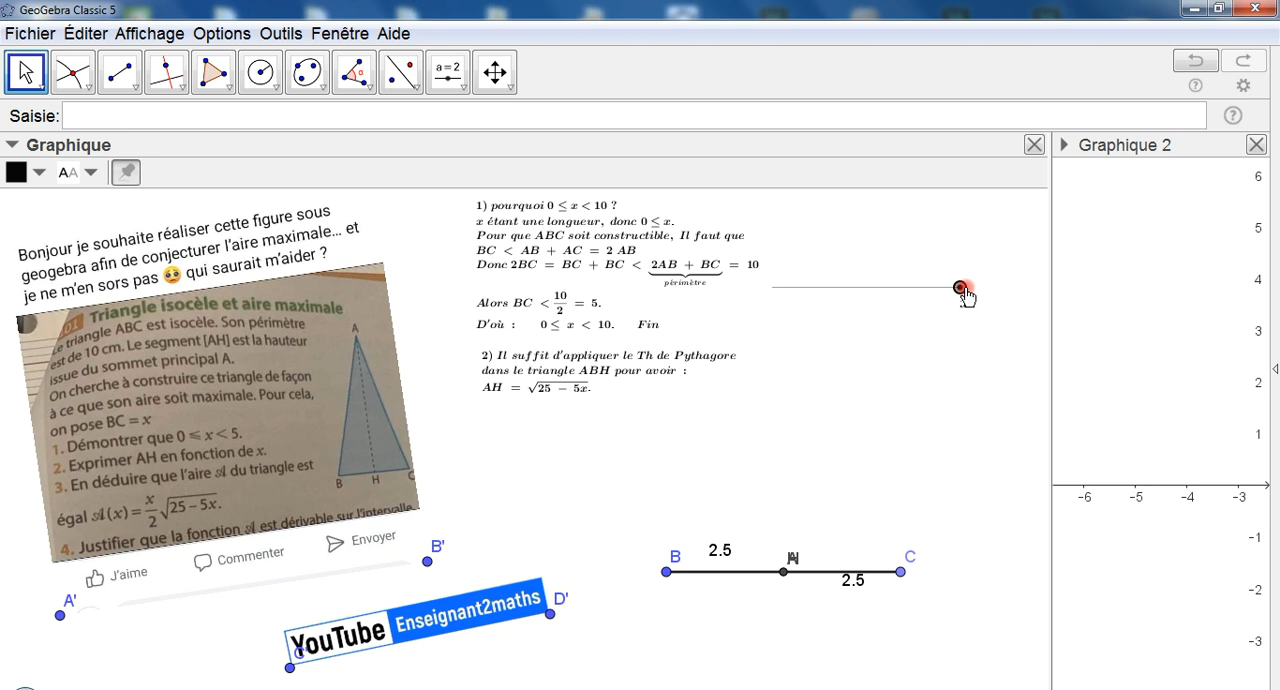 GeoGebra Classic 5
Fichier Éditer Affichage Options Outils Fenêtre Aide
a = 2
Saisie:
Graphique
Graphique 2
AA
Bonjour je souhaite réaliser cette figure sous
geogebra afin de conjecturer l'aire maximale... et
je ne m'en sors pas 🥺 qui saurait m'aider ?
101 Triangle isocèle et aire maximale
Le triangle ABC est isocèle. Son périmètre
est de 10 cm. Le segment [AH] est la hauteur
issue du sommet principal A.
On cherche à construire ce triangle de façon
à ce que son aire soit maximale. Pour cela,
on pose BC = x
1. Démontrer que 0 ⩽ x < 5.
2. Exprimer AH en fonction de x.
3. En déduire que l'aire 𝒜 du triangle est
égal 𝒜(x) = x/2 √(25 – 5x).
4. Justifier que la fonction 𝒜 est dérivable sur l'intervalle
A
B H C
J'aime Commenter Envoyer
A'
B'
YouTube Enseignant2maths
C'
D'
1) pourquoi 0 ≤ x < 10 ?
x étant une longueur, donc 0 ≤ x.
Pour que ABC soit constructible, Il faut que
BC < AB + AC = 2 AB
Donc 2BC = BC + BC < 2AB + BC = 10
périmètre
Alors BC < 10/2 = 5.
D'où : 0 ≤ x < 10. Fin
2) Il suffit d'appliquer le Th de Pythagore
dans le triangle ABH pour avoir :
AH = √(25 − 5x).
B 2.5 C
2.5
6
5
4
3
2
1
-6 -5 -4 -3
-1
-2
-3